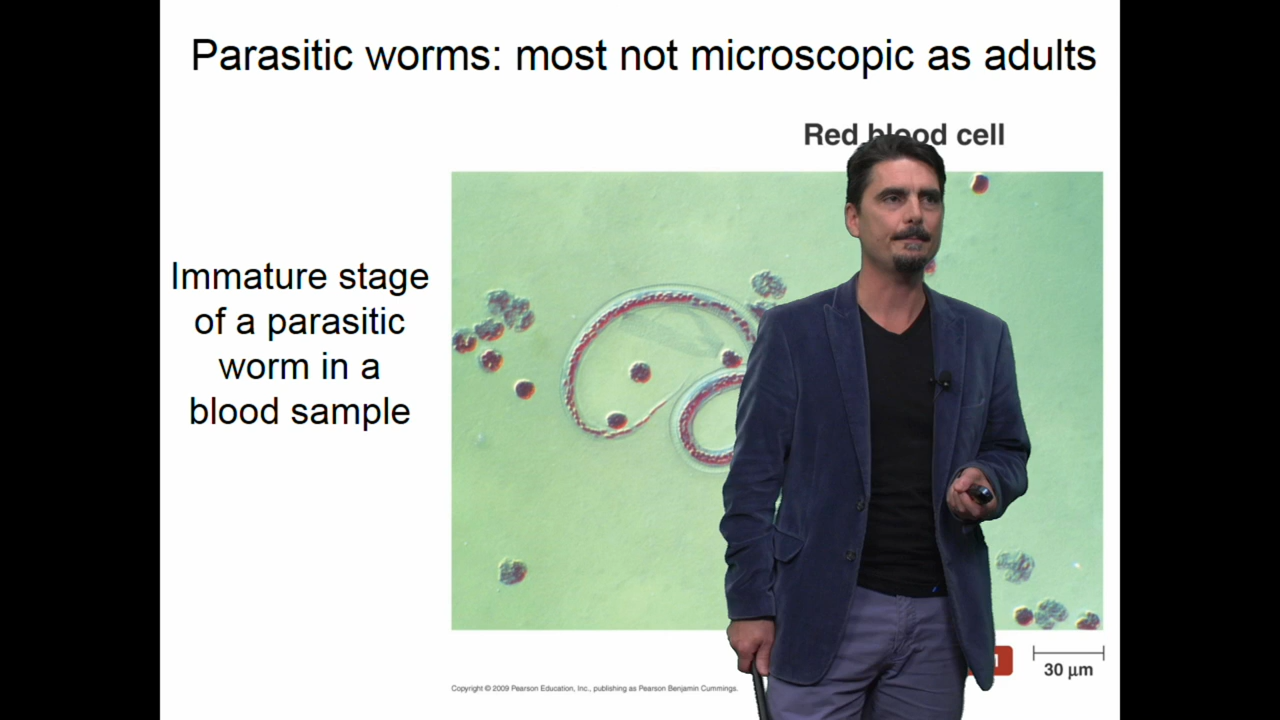 Parasitic worms: most not microscopic as adults
Red blood cell
Immature stage
of a parasitic
worm in a
blood sample
30 μm
Copyright © 2009 Pearson Education, Inc., publishing as Pearson Benjamin Cummings.